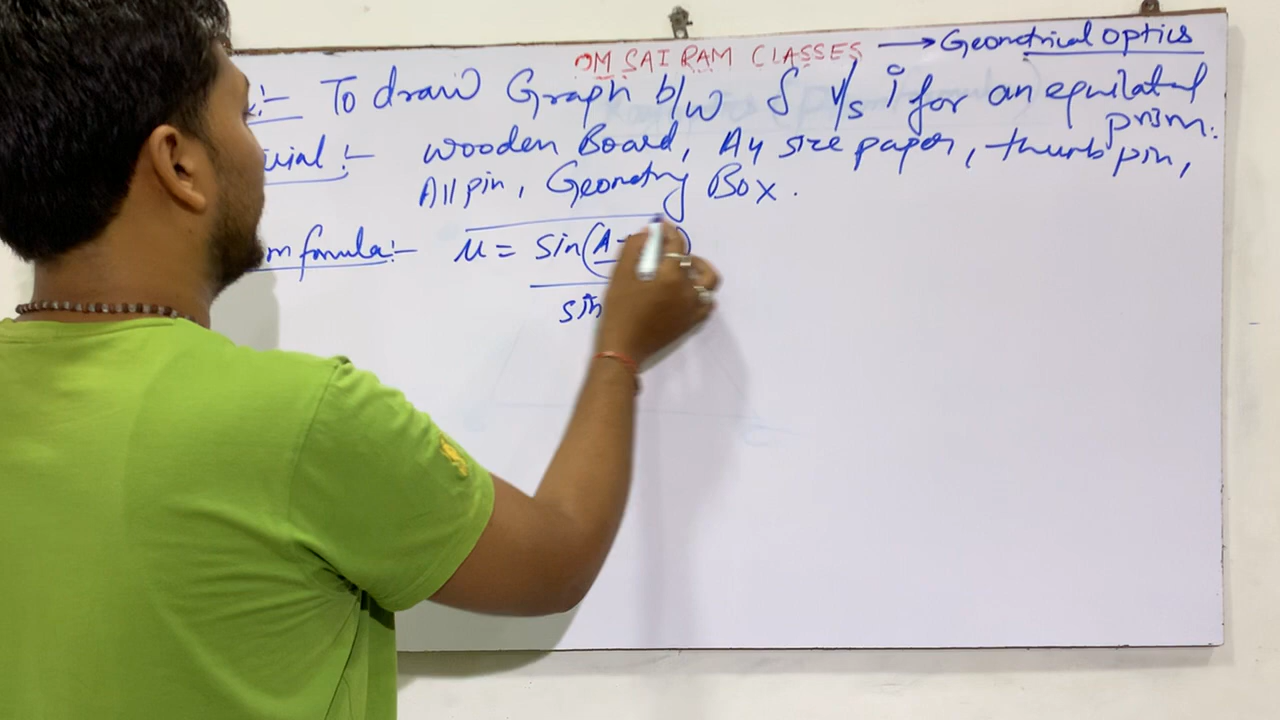 OM SAI RAM CLASSES → Geometrical optics
:- To draw Graph b/w δ v/s i for an equilateral prism.
:- Wooden Board, A4 size paper, thumb pin,
All pin, Geometry Box.
formula:- μ = sin(A
sin